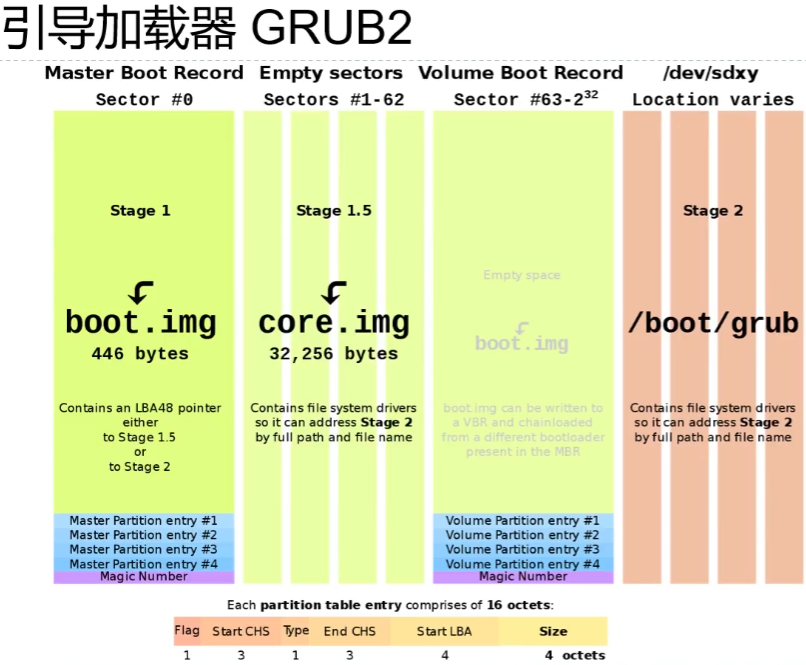 引导加载器 GRUB2
Master Boot Record
Sector #0
Stage 1
boot.img
446 bytes
Contains an LBA48 pointer
either
to Stage 1.5
or
to Stage 2
Master Partition entry #1
Master Partition entry #2
Master Partition entry #3
Master Partition entry #4
Magic Number
Empty sectors
Sectors #1-62
Stage 1.5
core.img
32,256 bytes
Contains file system drivers
so it can address Stage 2
by full path and file name
Volume Boot Record
Sector #63-2³²
Empty space
boot.img
boot.img can be written to
a VBR and chainloaded
from a different bootloader
present in the MBR
Volume Partition entry #1
Volume Partition entry #2
Volume Partition entry #3
Volume Partition entry #4
Magic Number
/dev/sdxy
Location varies
Stage 2
/boot/grub
Contains file system drivers
so it can address Stage 2
by full path and file name
Each partition table entry comprises of 16 octets:
Flag Start CHS Type End CHS Start LBA Size
1 3 1 3 4 4 octets